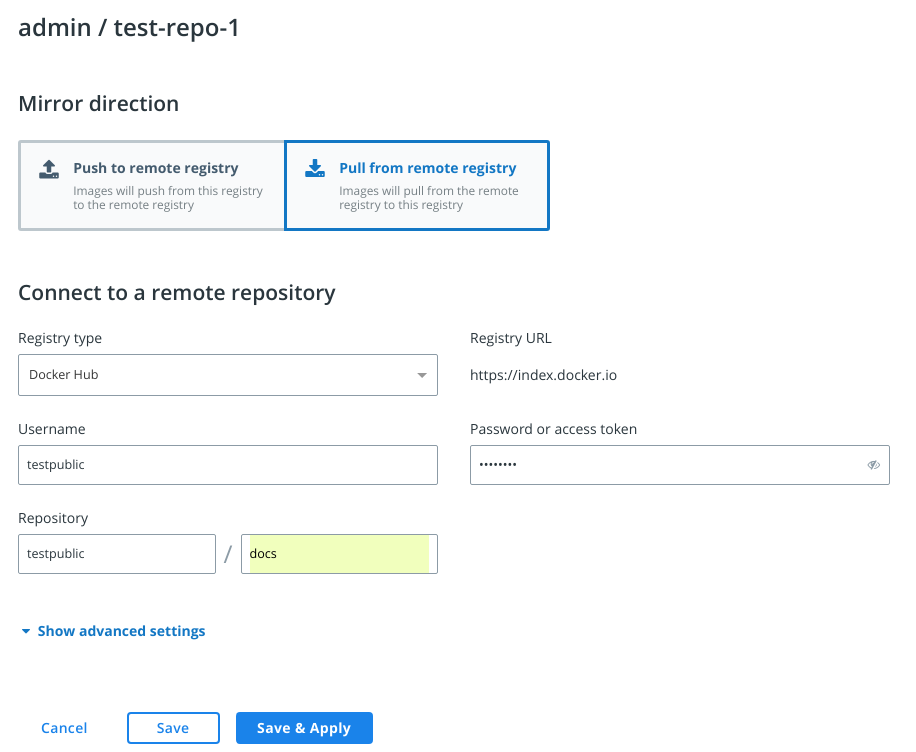 admin / test-repo-1
Mirror direction
Push to remote registry
Images will push from this registry
to the remote registry
Pull from remote registry
Images will pull from the remote
registry to this registry
Connect to a remote repository
Registry type
Docker Hub
Registry URL
https://index.docker.io
Username
testpublic
Password or access token
••••••••
Repository
testpublic / docs
Show advanced settings
Cancel Save Save & Apply